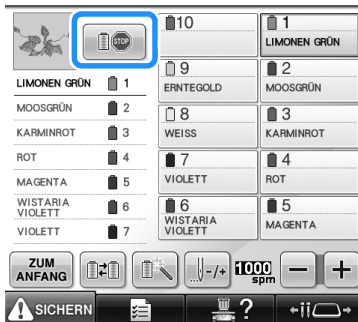 STOP
LIMONEN GRÜN 1
MOOSGRÜN 2
KARMINROT 3
ROT 4
MAGENTA 5
WISTARIA
VIOLETT 6
VIOLETT 7
10
1
LIMONEN GRÜN
9
ERNTEGOLD
2
MOOSGRÜN
8
WEISS
3
KARMINROT
7
VIOLETT
4
ROT
6
WISTARIA
VIOLETT
5
MAGENTA
ZUM
ANFANG
-/+
1000
spm
- +
SICHERN
?